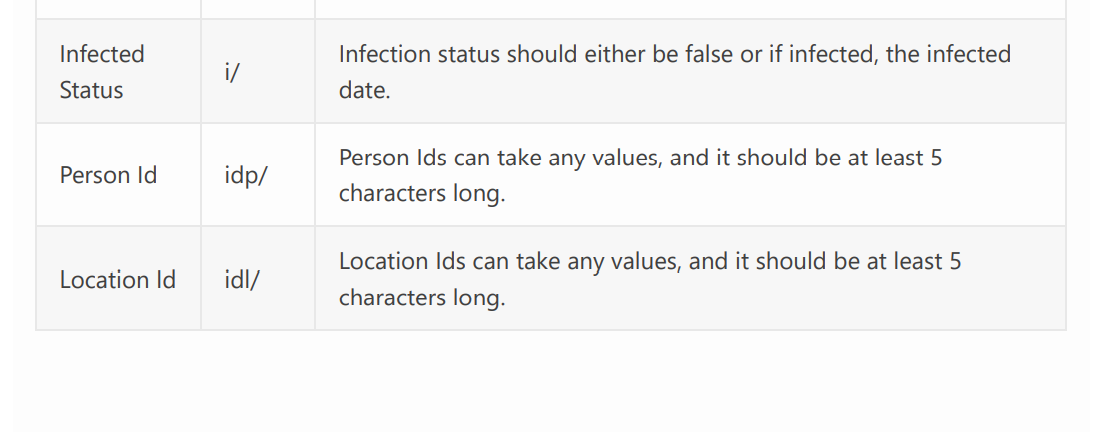 Infected
Status
i/
Infection status should either be false or if infected, the infected
date.
Person Id
idp/
Person Ids can take any values, and it should be at least 5
characters long.
Location Id
idl/
Location Ids can take any values, and it should be at least 5
characters long.